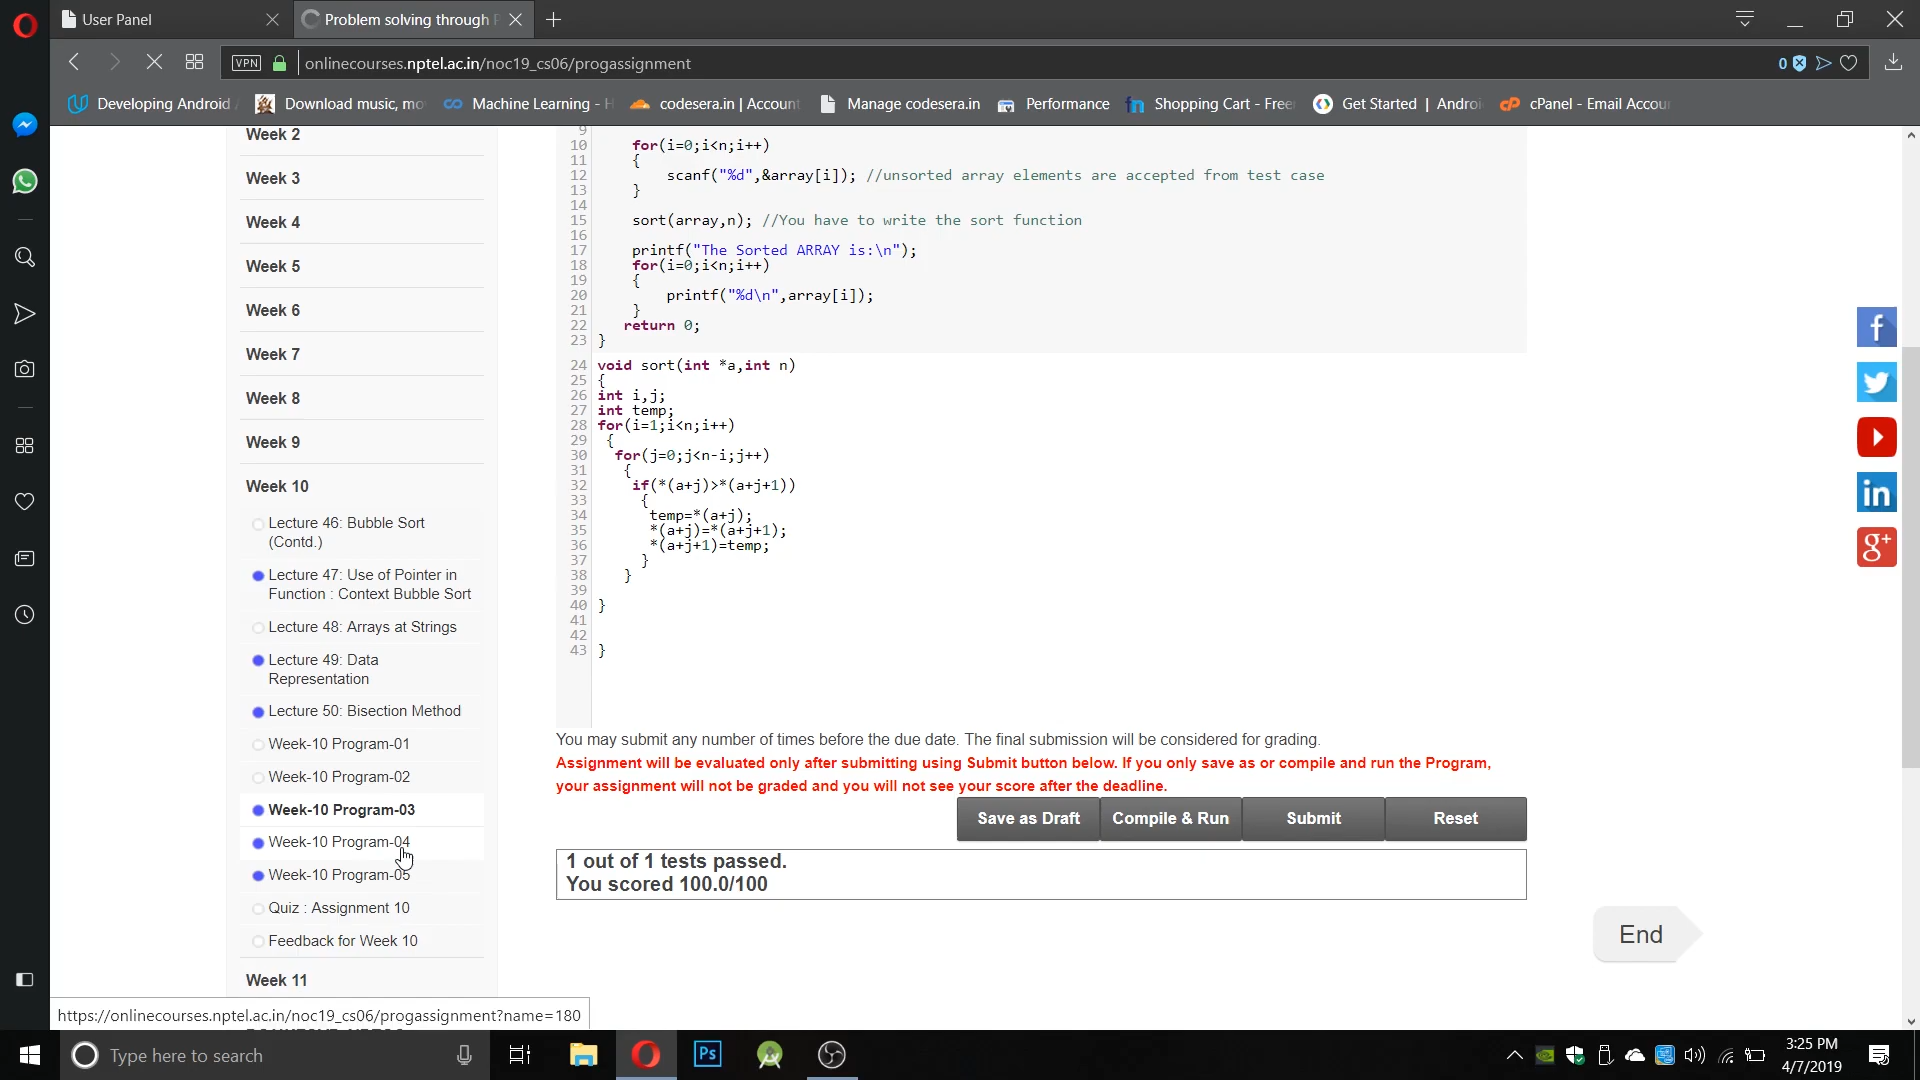 User Panel
Problem solving through P
VPN
onlinecourses.nptel.ac.in/noc19_cs06/progassignment
0
Developing Android
Download music, mo
Machine Learning - H
codesera.in | Account
Manage codesera.in
Performance
Shopping Cart - Free
Get Started | Androi
cPanel - Email Accou
Week 2
Week 3
Week 4
Week 5
Week 6
Week 7
Week 8
Week 9
Week 10
Lecture 46: Bubble Sort
(Contd.)
Lecture 47: Use of Pointer in
Function : Context Bubble Sort
Lecture 48: Arrays at Strings
Lecture 49: Data
Representation
Lecture 50: Bisection Method
Week-10 Program-01
Week-10 Program-02
Week-10 Program-03
Week-10 Program-04
Week-10 Program-05
Quiz : Assignment 10
Feedback for Week 10
Week 11
9
10 for(i=0;i<n;i++)
11 {
12 scanf("%d",&array[i]); //unsorted array elements are accepted from test case
13 }
14
15 sort(array,n); //You have to write the sort function
16
17 printf("The Sorted ARRAY is:\n");
18 for(i=0;i<n;i++)
19 {
20 printf("%d\n",array[i]);
21 }
22 return 0;
23 }
24 void sort(int *a,int n)
25 {
26 int i,j;
27 int temp;
28 for(i=1;i<n;i++)
29 {
30 for(j=0;j<n-i;j++)
31 {
32 if(*(a+j)>*(a+j+1))
33 {
34 temp=*(a+j);
35 *(a+j)=*(a+j+1);
36 *(a+j+1)=temp;
37 }
38 }
39
40 }
41
42
43 }
You may submit any number of times before the due date. The final submission will be considered for grading.
Assignment will be evaluated only after submitting using Submit button below. If you only save as or compile and run the Program,
your assignment will not be graded and you will not see your score after the deadline.
Save as Draft
Compile & Run
Submit
Reset
1 out of 1 tests passed.
You scored 100.0/100
End
f
in
g+
https://onlinecourses.nptel.ac.in/noc19_cs06/progassignment?name=180
Type here to search
Ps
3:25 PM
4/7/2019